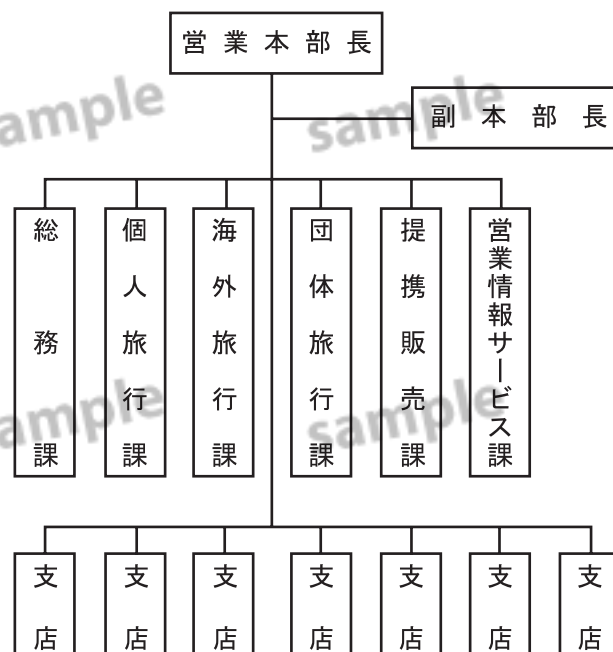 営業本部長
副本部長
総務課
個人旅行課
海外旅行課
団体旅行課
提携販売課
営業情報サービス課
支店
支店
支店
支店
支店
支店
支店
sample
sample
sample
sample